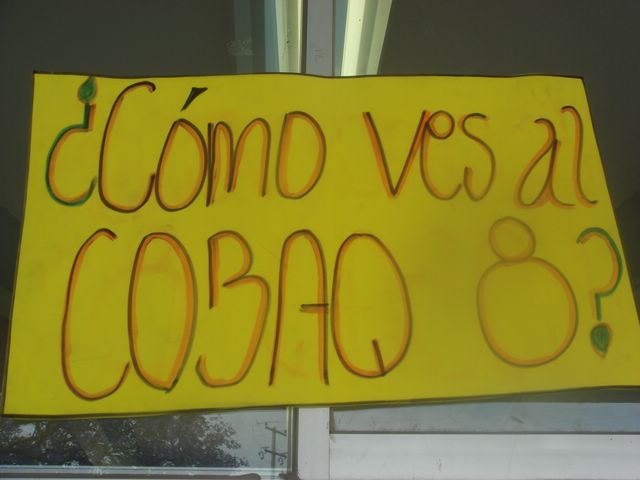 ¿Cómo ves al
COBAQ 8?